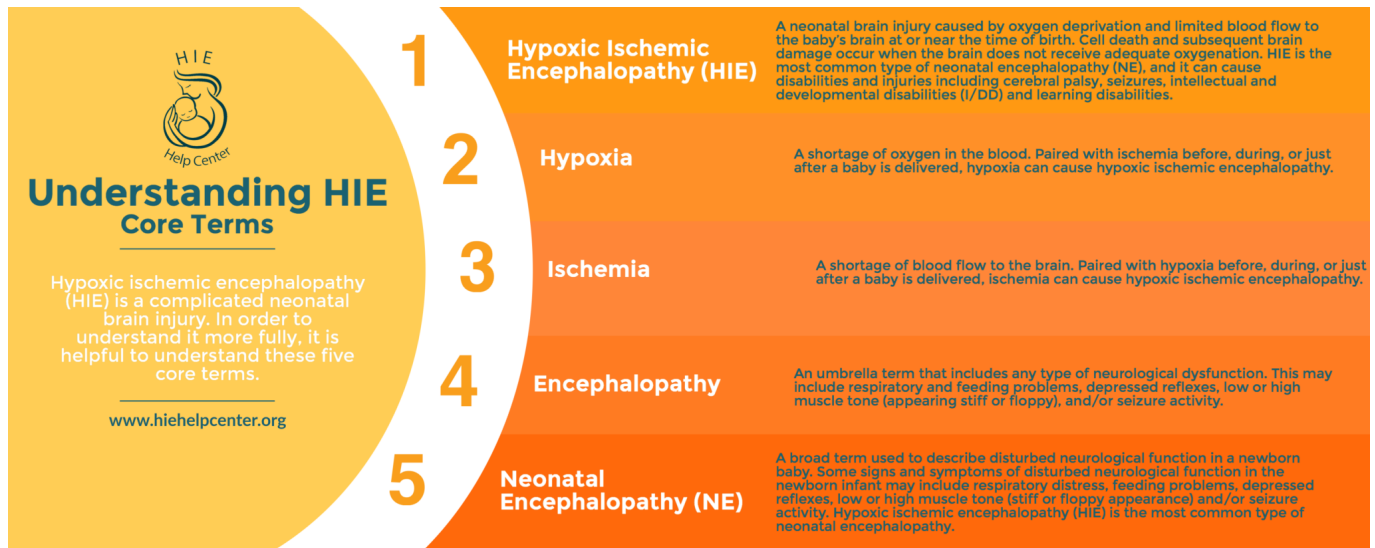 HIE
Help Center
Understanding HIE
Core Terms
Hypoxic ischemic encephalopathy
(HIE) is a complicated neonatal
brain injury. In order to
understand it more fully, it is
helpful to understand these five
core terms.
www.hiehelpcenter.org
1
Hypoxic Ischemic
Encephalopathy (HIE)
A neonatal brain injury caused by oxygen deprivation and limited blood flow to
the baby's brain at or near the time of birth. Cell death and subsequent brain
damage occur when the brain does not receive adequate oxygenation. HIE is the
most common type of neonatal encephalopathy (NE), and it can cause
disabilities and injuries including cerebral palsy, seizures, intellectual and
developmental disabilities (I/DD) and learning disabilities.
2
Hypoxia
A shortage of oxygen in the blood. Paired with ischemia before, during, or just
after a baby is delivered, hypoxia can cause hypoxic ischemic encephalopathy.
3
Ischemia
A shortage of blood flow to the brain. Paired with hypoxia before, during, or just
after a baby is delivered, ischemia can cause hypoxic ischemic encephalopathy.
4
Encephalopathy
An umbrella term that includes any type of neurological dysfunction. This may
include respiratory and feeding problems, depressed reflexes, low or high
muscle tone (appearing stiff or floppy), and/or seizure activity.
5
Neonatal
Encephalopathy (NE)
A broad term used to describe disturbed neurological function in a newborn
baby. Some signs and symptoms of disturbed neurological function in the
newborn infant may include respiratory distress, feeding problems, depressed
reflexes, low or high muscle tone (stiff or floppy appearance) and/or seizure
activity. Hypoxic ischemic encephalopathy (HIE) is the most common type of
neonatal encephalopathy.